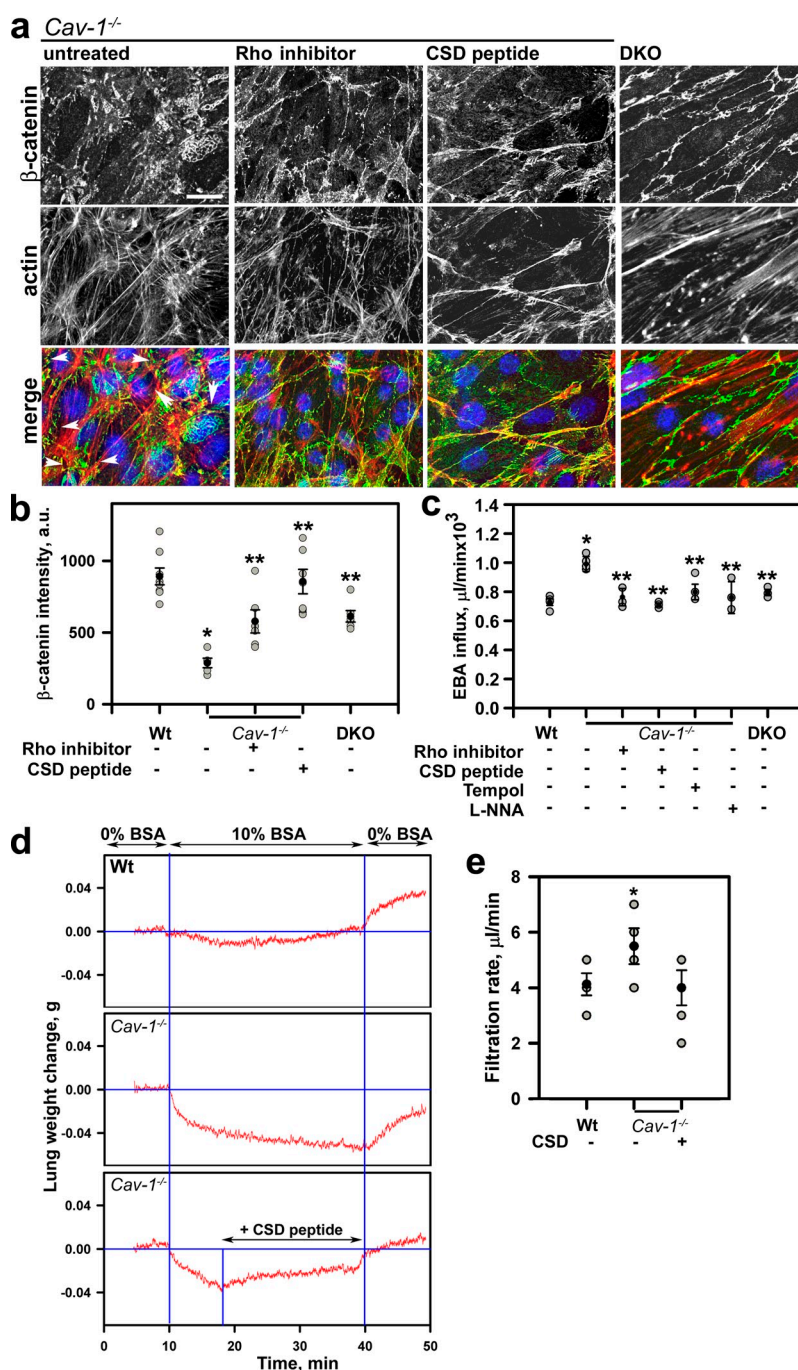 a
Cav-1-/-
untreated Rho inhibitor CSD peptide DKO
β-catenin
actin
merge
b
β-catenin intensity, a.u.
1000
500
0
**
**
**
*
Wt Cav-1-/- DKO
Rho inhibitor - - + - -
CSD peptide - - - + -
c
EBA influx, μl/minx10³
1.4
1.2
1.0
0.8
0.6
0.4
0.2
0.0
* ** ** ** ** **
Wt Cav-1-/- DKO
Rho inhibitor - - + - - - -
CSD peptide - - - + - - -
Tempol - - - - + - -
L-NNA - - - - - + -
d
0% BSA 10% BSA 0% BSA
Lung weight change, g
Wt
0.04
0.00
-0.04
Cav-1-/-
0.04
0.00
-0.04
Cav-1-/-
0.04
+ CSD peptide
0.00
-0.04
0 10 20 30 40 50
Time, min
e
Filtration rate, μl/min
8
6
4
2
0
*
Wt Cav-1-/-
CSD - - +